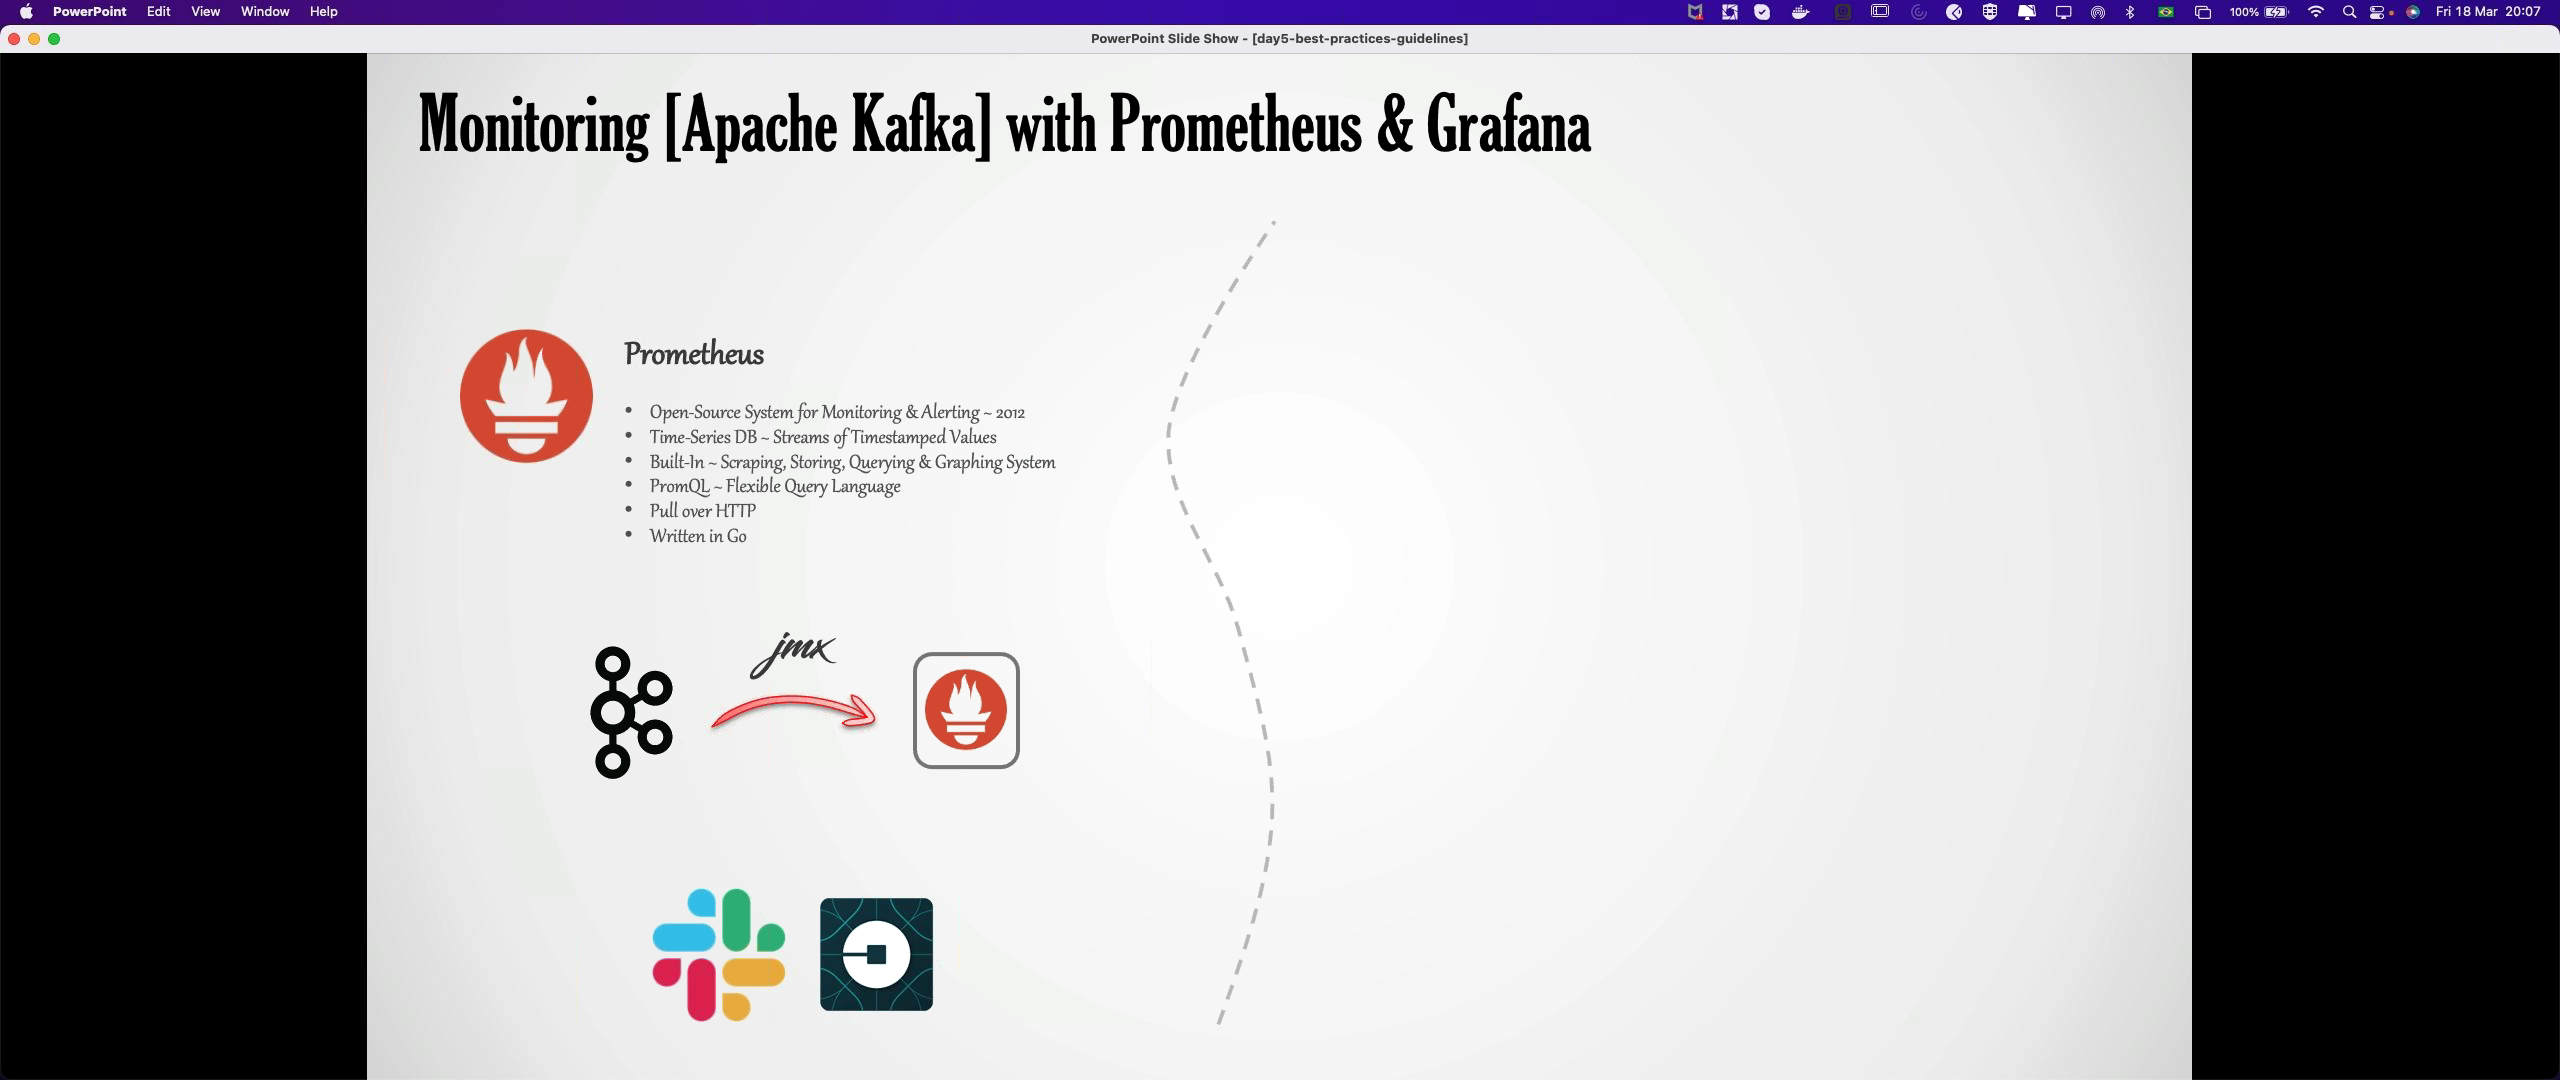 PowerPoint Edit View Window Help 100% Fri 18 Mar 20:07
PowerPoint Slide Show - [day5-best-practices-guidelines]
Monitoring [Apache Kafka] with Prometheus & Grafana
Prometheus
• Open-Source System for Monitoring & Alerting ~ 2012
• Time-Series DB ~ Streams of Timestamped Values
• Built-In ~ Scraping, Storing, Querying & Graphing System
• PromQL ~ Flexible Query Language
• Pull over HTTP
• Written in Go
jmx